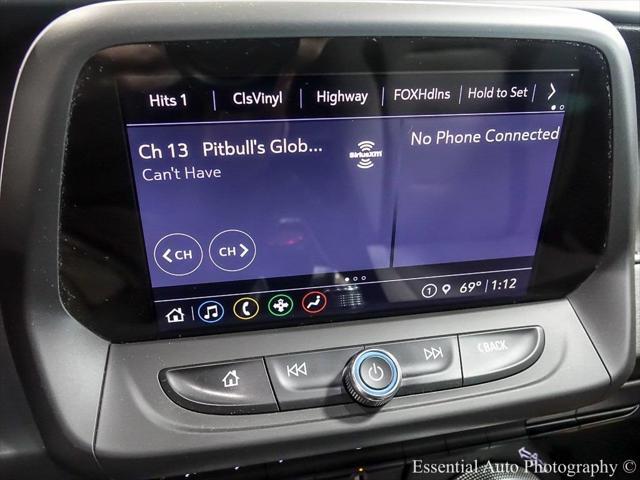 Hits 1 ClsVinyl Highway FOXHdlns Hold to Set
Ch 13 Pitbull's Glob...
Can't Have
SiriusXM
No Phone Connected
< CH CH >
1 69° 1:12
BACK
Essential Auto Photography ©